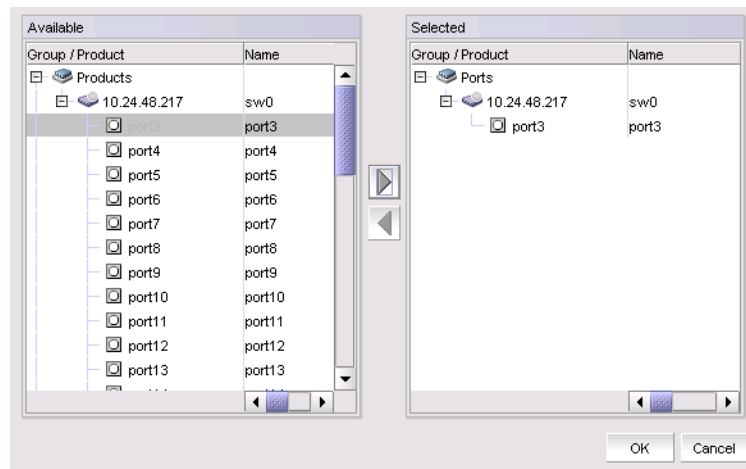 Available
Group / Product Name
Products
10.24.48.217 sw0
port3 port3
port4 port4
port5 port5
port6 port6
port7 port7
port8 port8
port9 port9
port10 port10
port11 port11
port12 port12
port13 port13
Selected
Group / Product Name
Ports
10.24.48.217 sw0
port3 port3
OK Cancel